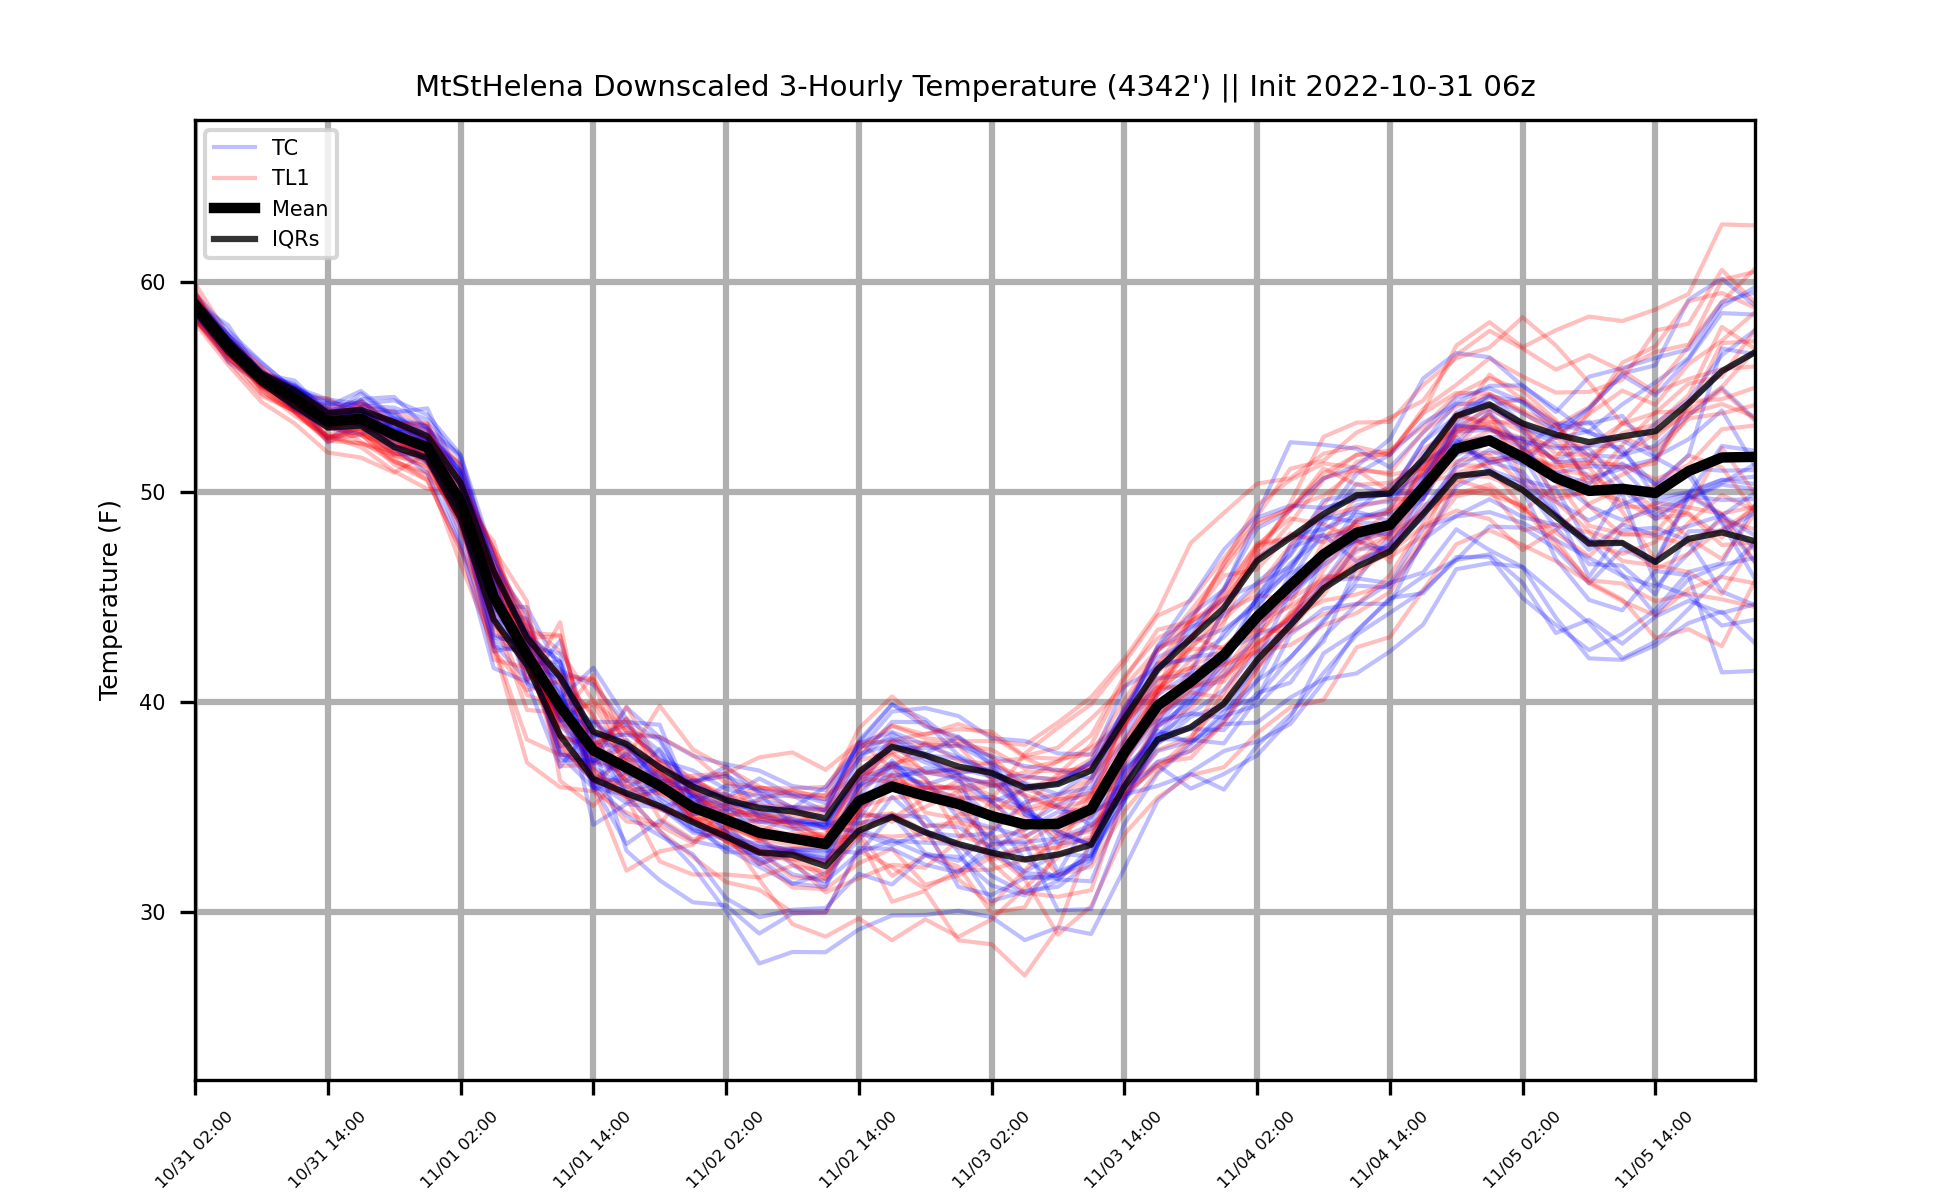 MtStHelena Downscaled 3-Hourly Temperature (4342') || Init 2022-10-31 06z
TC
TL1
Mean
IQRs
Temperature (F)
60
50
40
30
10/31 02:00
10/31 14:00
11/01 02:00
11/01 14:00
11/02 02:00
11/02 14:00
11/03 02:00
11/03 14:00
11/04 02:00
11/04 14:00
11/05 02:00
11/05 14:00